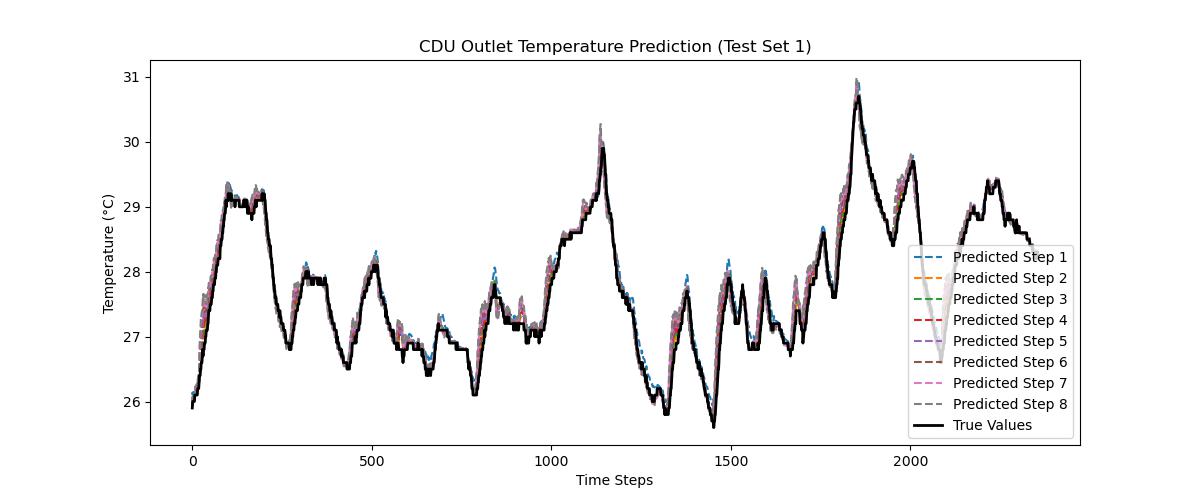 CDU Outlet Temperature Prediction (Test Set 1)
Temperature (°C)
31
30
29
28
27
26
0
500
1000
1500
2000
Time Steps
Predicted Step 1
Predicted Step 2
Predicted Step 3
Predicted Step 4
Predicted Step 5
Predicted Step 6
Predicted Step 7
Predicted Step 8
True Values